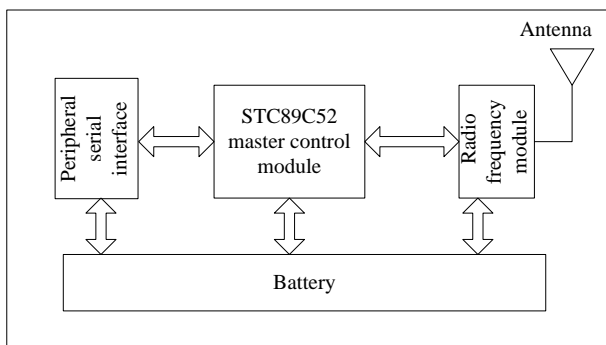 Antenna
Peripheral
serial
interface
STC89C52
master control
module
Radio
frequency
module
Battery